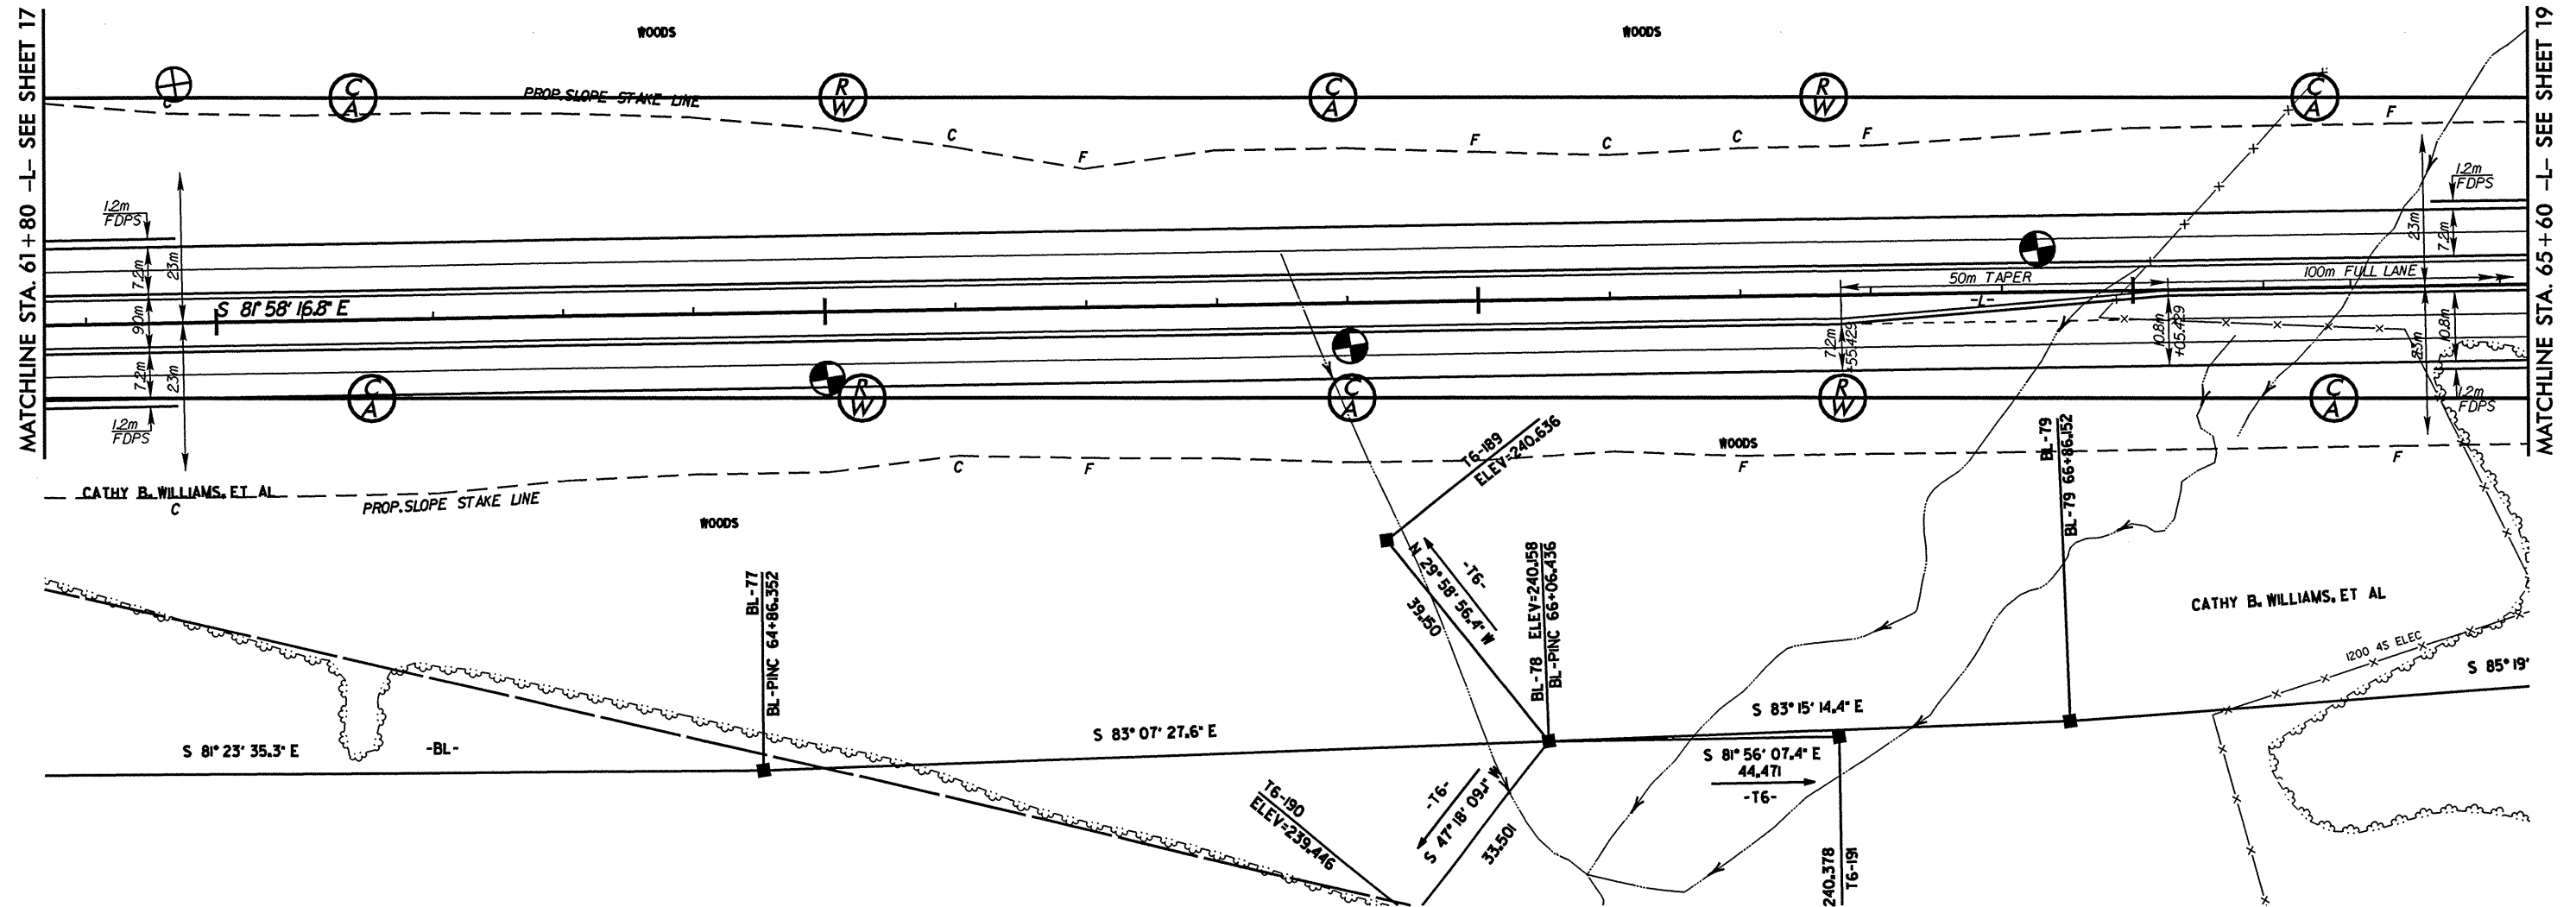 MATCHLINE STA. 61+80 -L- SEE SHEET 17
WOODS
WOODS
MATCHLINE STA. 65+60 -L- SEE SHEET 19
C
C
A
PROP. SLOPE STAKE LINE
R
W
C
A
R
W
C
A
C
F
F
C
C
F
F
1.2m
FDPS
1.2m
FDPS
7.2m
23m
23m
7.2m
50m TAPER
100m FULL LANE
S 81° 58' 16.8" E
-L-
9.0m
7.2m
23m
7.2m
+55.429
10.8m
+05.429
23m
10.8m
C
A
R
W
C
A
R
W
C
A
1.2m
FDPS
1.2m
FDPS
WOODS
C
F
F
F
CATHY B. WILLIAMS, ET AL
C
PROP. SLOPE STAKE LINE
WOODS
T6-189
ELEV=240.636
BL-79
BL-79 66+86.152
BL-77
BL-PINC 64+86.352
-T6-
N 29° 58' 56.4" W
39.150
BL-78 ELEV=240.158
BL-PINC 66+06.436
CATHY B. WILLIAMS, ET AL
1200 4S ELEC
S 85° 19'
S 81° 23' 35.3" E
-BL-
S 83° 07' 27.6" E
S 83° 15' 14.4" E
S 81° 56' 07.4" E
44.471
-T6-
T6-190
ELEV=239.446
-T6-
S 47° 18' 09.1" W
33.501
240.378
T6-191